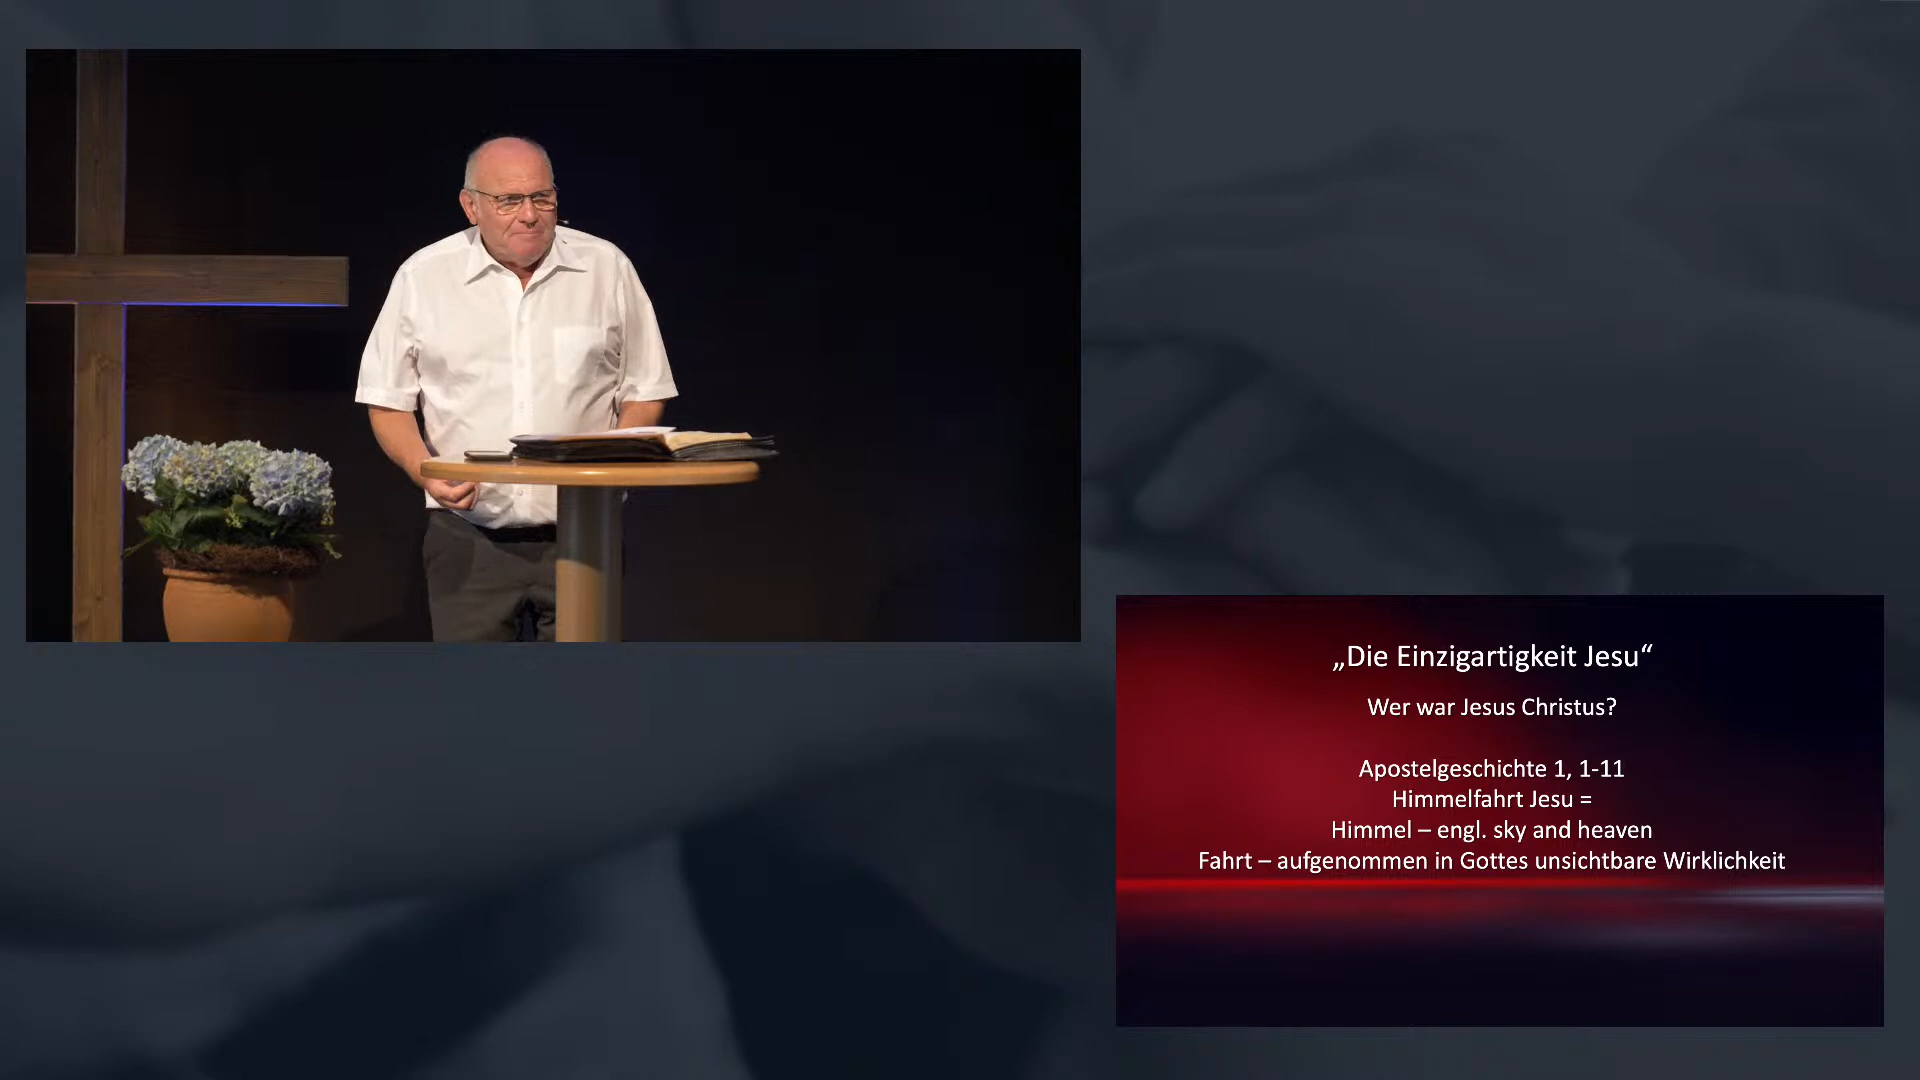 „Die Einzigartigkeit Jesu“
Wer war Jesus Christus?
Apostelgeschichte 1, 1-11
Himmelfahrt Jesu =
Himmel – engl. sky and heaven
Fahrt – aufgenommen in Gottes unsichtbare Wirklichkeit